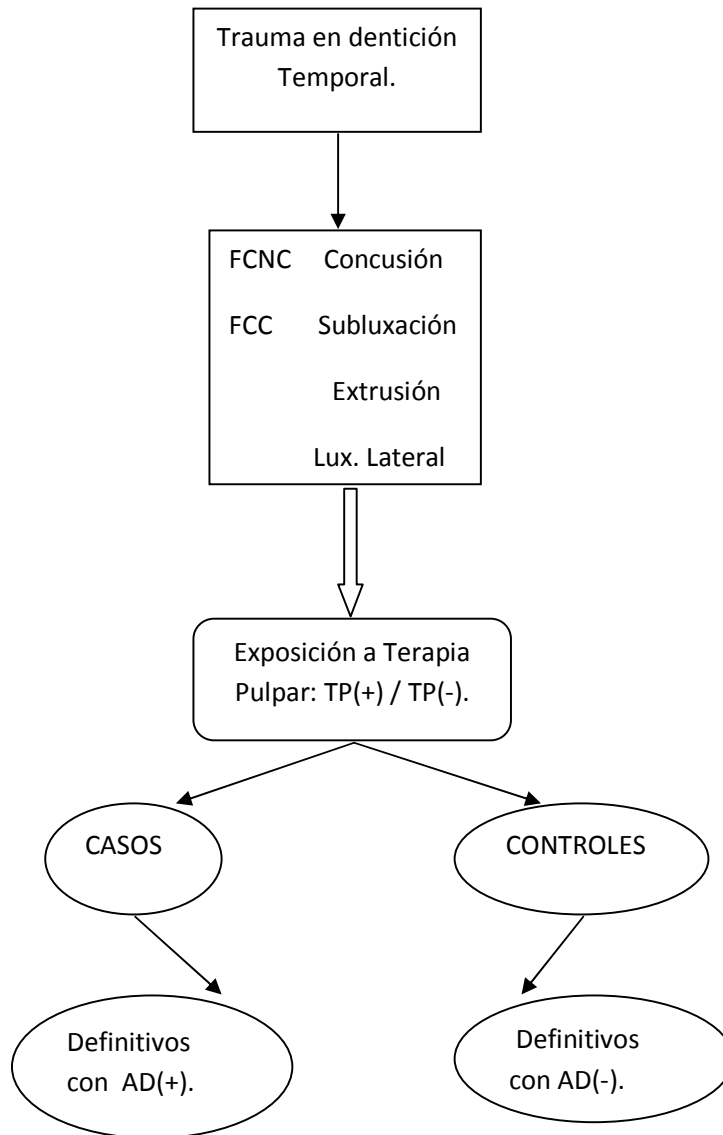 Trauma en dentición
Temporal.
FCNC Concusión
FCC Subluxación
Extrusión
Lux. Lateral
Exposición a Terapia
Pulpar: TP(+) / TP(-).
CASOS
CONTROLES
Definitivos
con AD(+).
Definitivos
con AD(-).